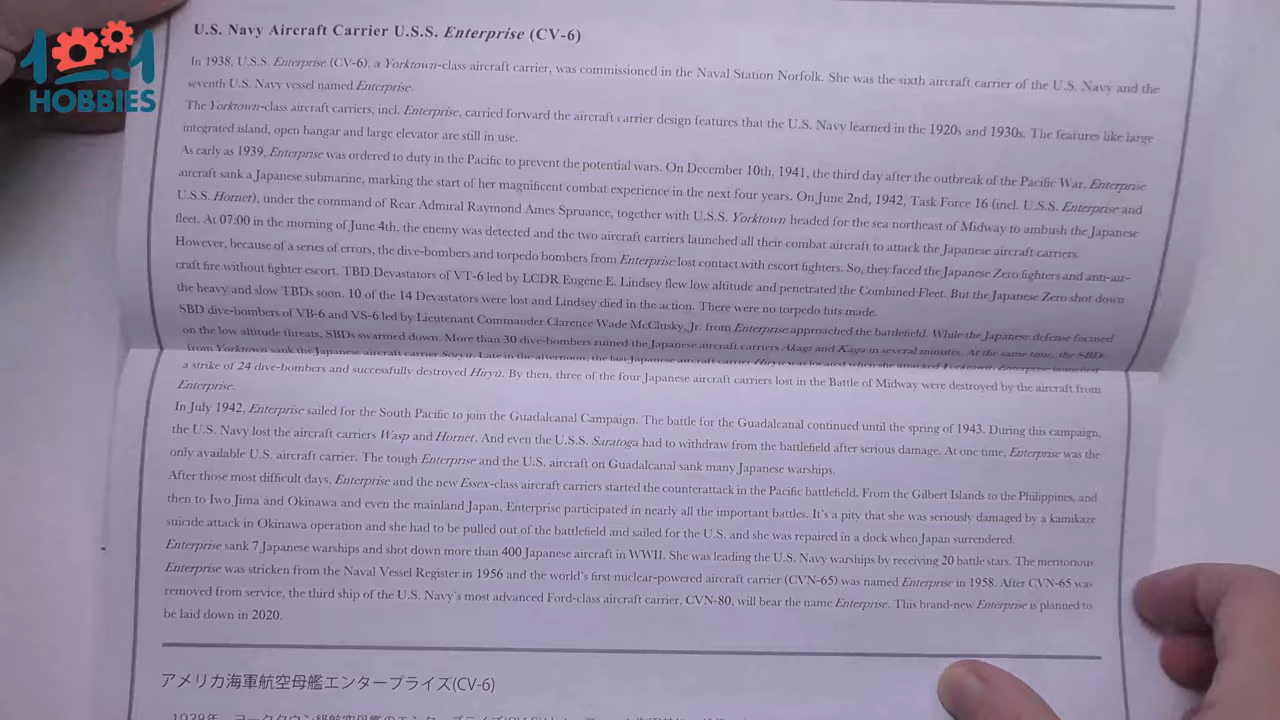 1001
HOBBIES
U.S. Navy Aircraft Carrier U.S.S. Enterprise (CV-6)
In 1938, U.S.S. Enterprise (CV-6), a Yorktown-class aircraft carrier, was commissioned in the Naval Station Norfolk. She was the sixth aircraft carrier of the U.S. Navy and the
seventh U.S. Navy vessel named Enterprise.
The Yorktown-class aircraft carriers, incl. Enterprise, carried forward the aircraft carrier design features that the U.S. Navy learned in the 1920s and 1930s. The features like large
integrated island, open hangar and large elevator are still in use.
As early as 1939, Enterprise was ordered to duty in the Pacific to prevent the potential wars. On December 10th, 1941, the third day after the outbreak of the Pacific War, Enterprise
aircraft sank a Japanese submarine, marking the start of her magnificent combat experience in the next four years. On June 2nd, 1942, Task Force 16 (incl. U.S.S. Enterprise and
U.S.S. Hornet), under the command of Rear Admiral Raymond Ames Spruance, together with U.S.S. Yorktown headed for the sea northeast of Midway to ambush the Japanese
fleet. At 07:00 in the morning of June 4th, the enemy was detected and the two aircraft carriers launched all their combat aircraft to attack the Japanese aircraft carriers.
However, because of a series of errors, the dive-bombers and torpedo bombers from Enterprise lost contact with escort fighters. So, they faced the Japanese Zero fighters and anti-air-
craft fire without fighter escort. TBD Devastators of VT-6 led by LCDR Eugene E. Lindsey flew low altitude and penetrated the Combined Fleet. But the Japanese Zero shot down
the heavy and slow TBDs soon. 10 of the 14 Devastators were lost and Lindsey died in the action. There were no torpedo hits made.
SBD dive-bombers of VB-6 and VS-6 led by Lieutenant Commander Clarence Wade McClusky, Jr. from Enterprise approached the battlefield. While the Japanese defense focused
on the low altitude threats, SBDs swarmed down. More than 30 dive-bombers ruined the Japanese aircraft carriers Akagi and Kaga in several minutes. At the same time, the SBDs
from Yorktown sank the Japanese aircraft carrier Sōryū. Late in the afternoon, the last Japanese aircraft carrier Hiryū was located when she attacked Yorktown. Enterprise launched
a strike of 24 dive-bombers and successfully destroyed Hiryū. By then, three of the four Japanese aircraft carriers lost in the Battle of Midway were destroyed by the aircraft from
Enterprise.
In July 1942, Enterprise sailed for the South Pacific to join the Guadalcanal Campaign. The battle for the Guadalcanal continued until the spring of 1943. During this campaign,
the U.S. Navy lost the aircraft carriers Wasp and Hornet. And even the U.S.S. Saratoga had to withdraw from the battlefield after serious damage. At one time, Enterprise was the
only available U.S. aircraft carrier. The tough Enterprise and the U.S. aircraft on Guadalcanal sank many Japanese warships.
After those most difficult days, Enterprise and the new Essex-class aircraft carriers started the counterattack in the Pacific battlefield. From the Gilbert Islands to the Philippines, and
then to Iwo Jima and Okinawa and even the mainland Japan, Enterprise participated in nearly all the important battles. It's a pity that she was seriously damaged by a kamikaze
suicide attack in Okinawa operation and she had to be pulled out of the battlefield and sailed for the U.S. and she was repaired in a dock when Japan surrendered.
Enterprise sank 7 Japanese warships and shot down more than 400 Japanese aircraft in WWII. She was leading the U.S. Navy warships by receiving 20 battle stars. The meritorious
Enterprise was stricken from the Naval Vessel Register in 1956 and the world's first nuclear-powered aircraft carrier (CVN-65) was named Enterprise in 1958. After CVN-65 was
removed from service, the third ship of the U.S. Navy's most advanced Ford-class aircraft carrier, CVN-80, will bear the name Enterprise. This brand-new Enterprise is planned to
be laid down in 2020.
アメリカ海軍航空母艦エンタープライズ(CV-6)